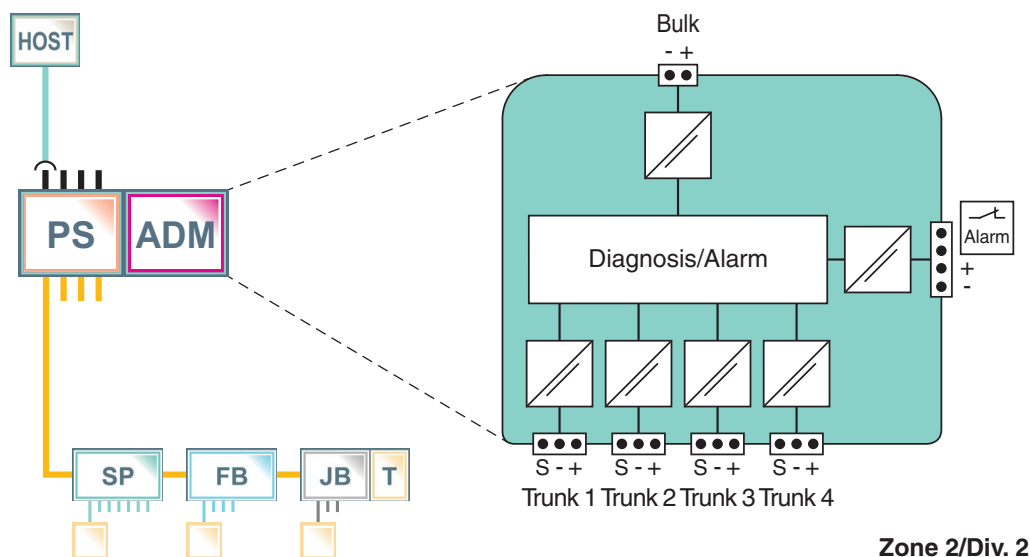 HOST
PS ADM
SP FB JB T
Bulk
- +
Diagnosis/Alarm
Alarm
+
-
S - + S - + S - + S - +
Trunk 1 Trunk 2 Trunk 3 Trunk 4
Zone 2/Div. 2